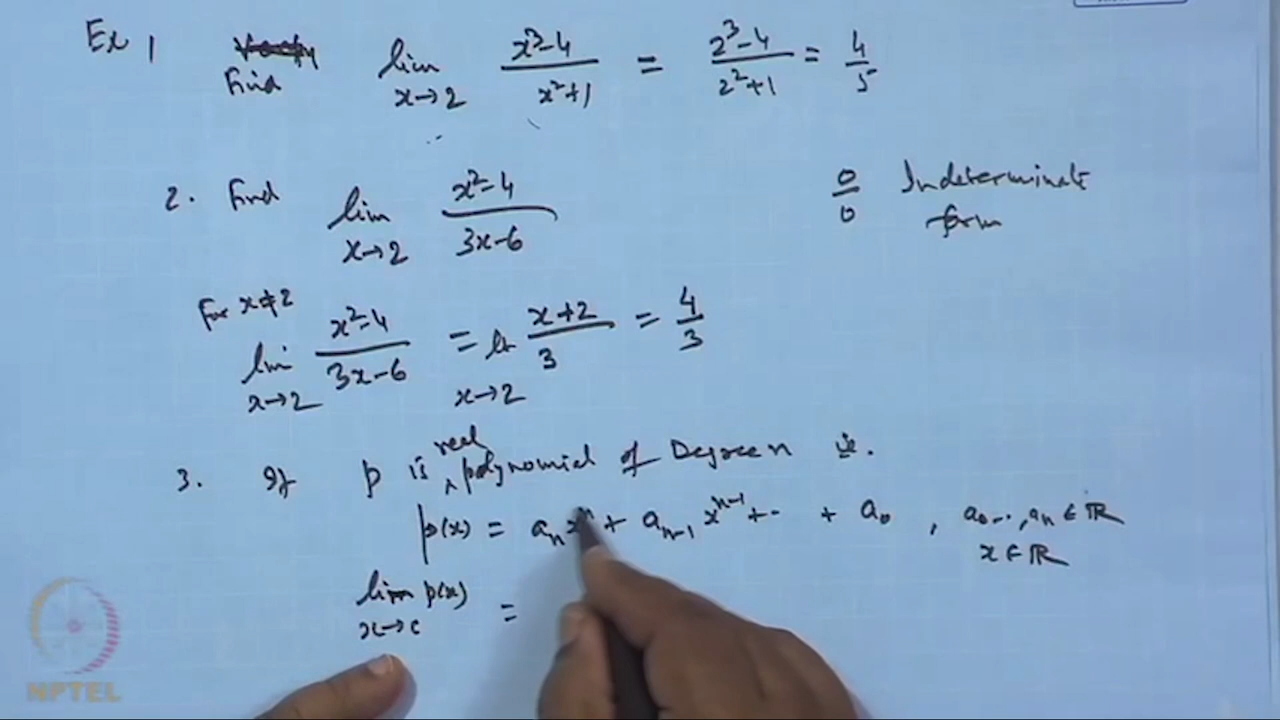 Ex 1 Find lim x→2 x³-4 / x²+1 = 2³-4 / 2²+1 = 4/5
2. Find lim x→2 x²-4 / 3x-6 0/0 Indeterminate form
For x≠2
lim x→2 x²-4 / 3x-6 = lt x→2 x+2 / 3 = 4/3
3. If p is real polynomial of Degree n i.e.
p(x) = aₙxⁿ + aₙ₋₁ xⁿ⁻¹ + .. + a₀ , a₀..., aₙ ∈ ℝ
x ∈ ℝ
lim x→c p(x) =
NPTEL